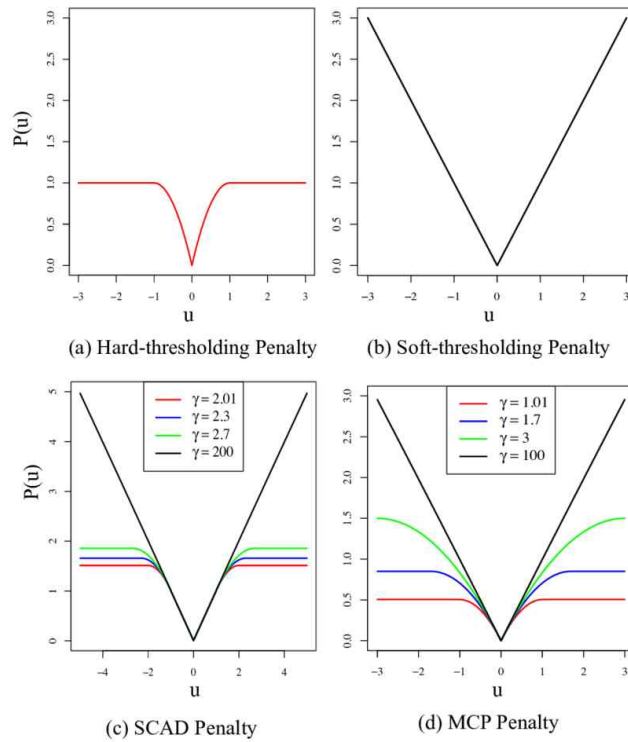 P(u)
3.0
2.5
2.0
1.5
1.0
0.5
0.0
−3 −2 −1 0 1 2 3
u
(a) Hard-thresholding Penalty
3.0
2.5
2.0
1.5
1.0
0.5
0.0
−3 −2 −1 0 1 2 3
u
(b) Soft-thresholding Penalty
P(u)
5
4
3
2
1
0
γ = 2.01
γ = 2.3
γ = 2.7
γ = 200
−4 −2 0 2 4
u
(c) SCAD Penalty
3.0
2.5
2.0
1.5
1.0
0.5
0.0
γ = 1.01
γ = 1.7
γ = 3
γ = 100
−3 −2 −1 0 1 2 3
u
(d) MCP Penalty